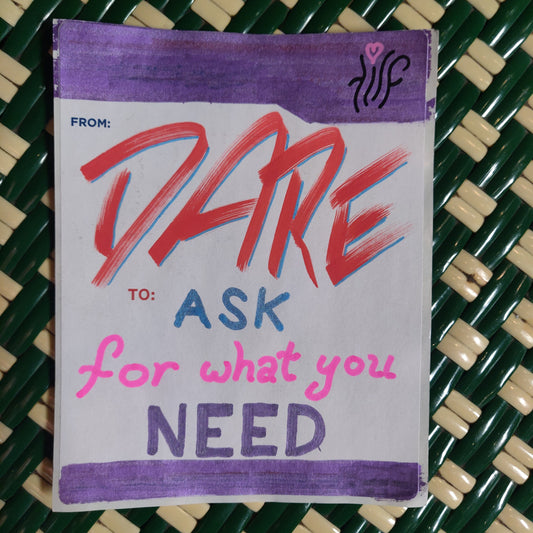 FROM:
DARE
TO: ASK
for what you
NEED